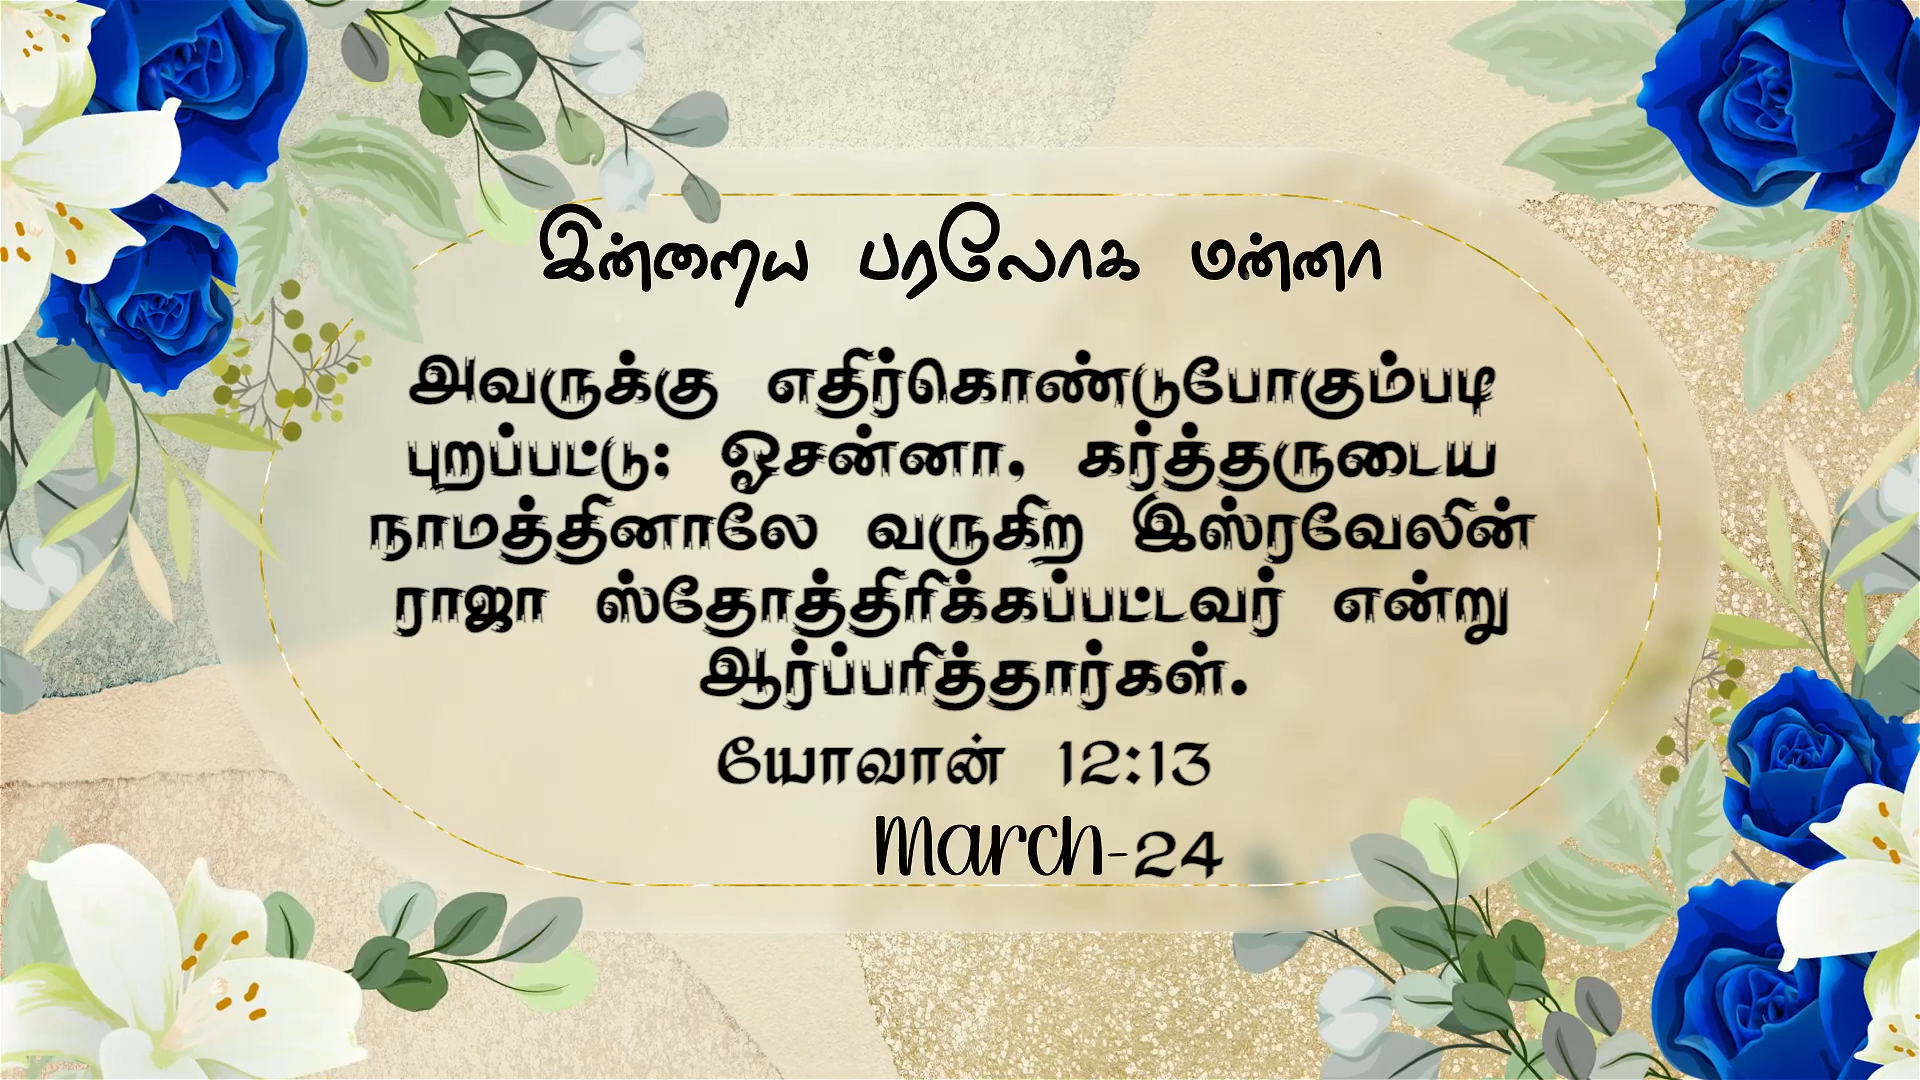 இன்றைய பரலோக மன்னா
அவருக்கு எதிர்கொண்டுபோகும்படி
புறப்பட்டு: ஓசன்னா, கர்த்தருடைய
நாமத்தினாலே வருகிற இஸ்ரவேலின்
ராஜா ஸ்தோத்திரிக்கப்பட்டவர் என்று
ஆர்ப்பரித்தார்கள்.
யோவான் 12:13
March-24